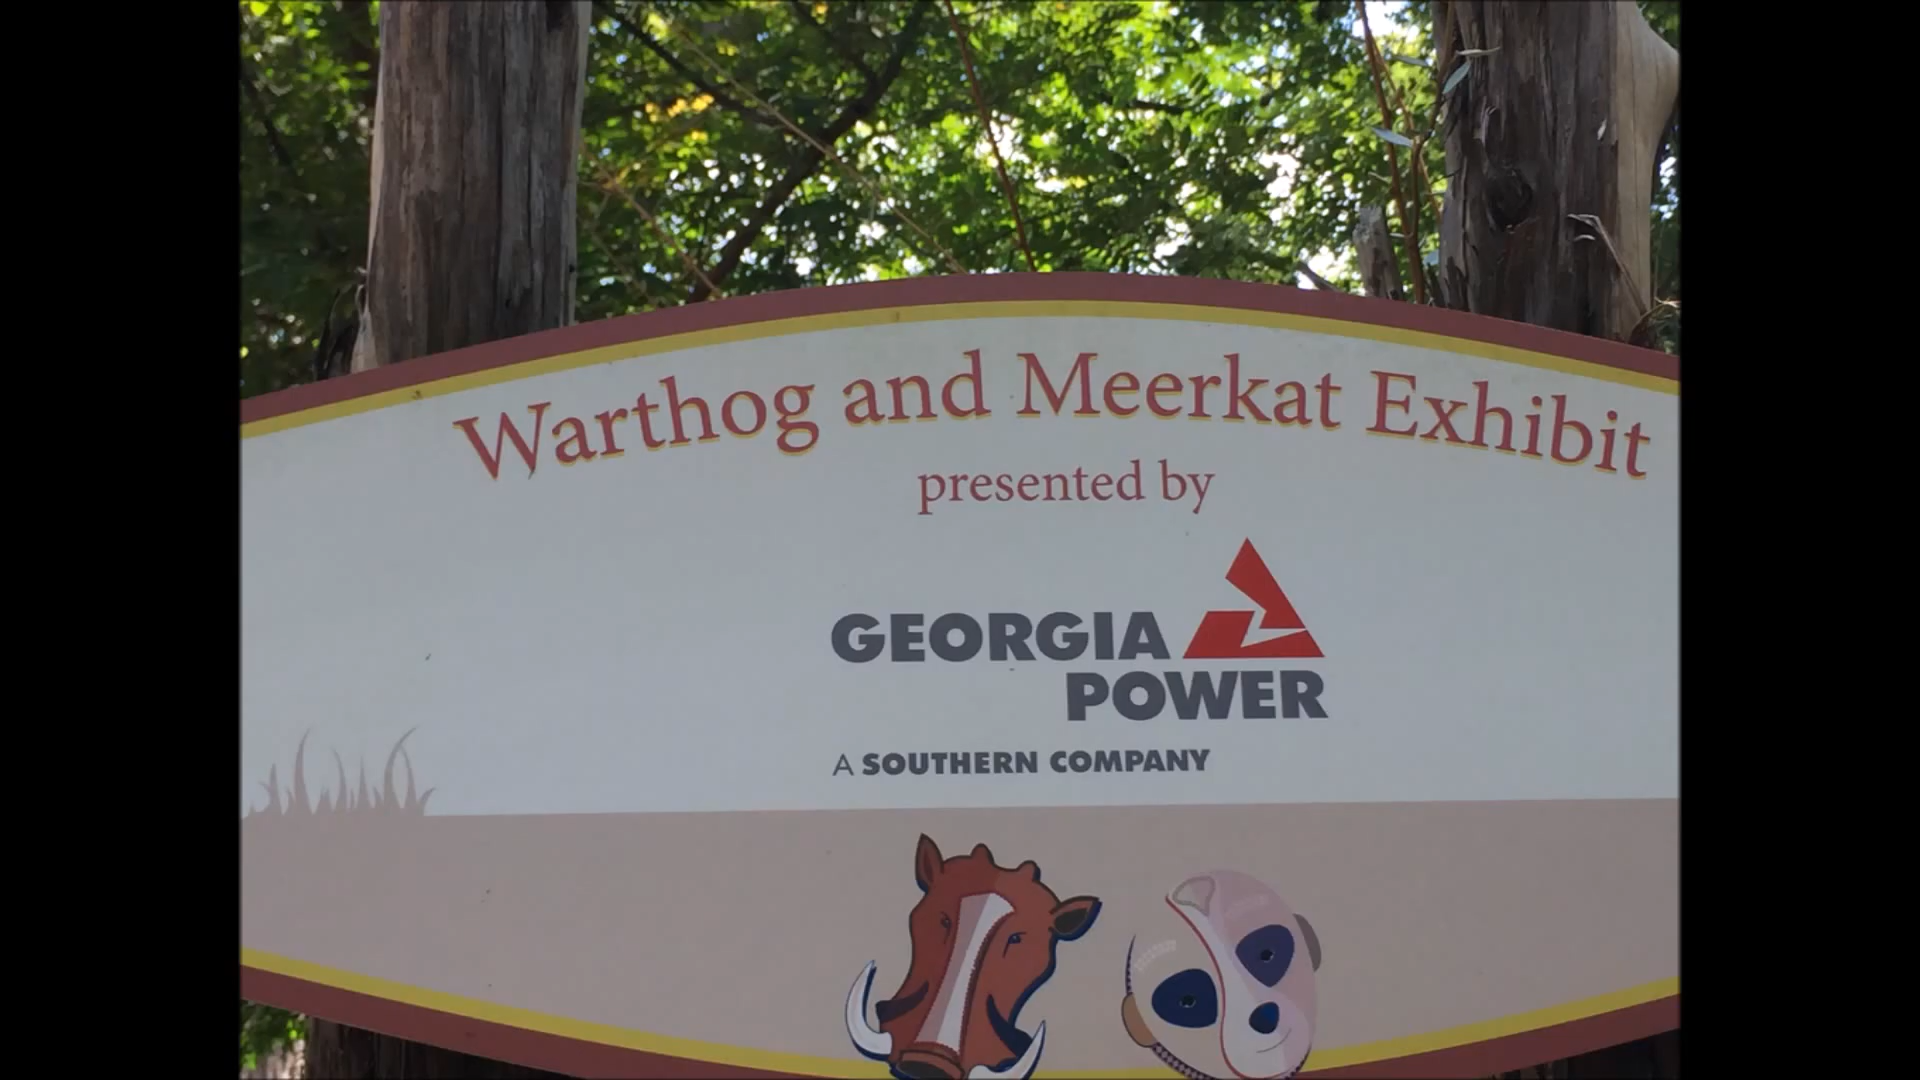 Warthog and Meerkat Exhibit
presented by
GEORGIA
POWER
A SOUTHERN COMPANY